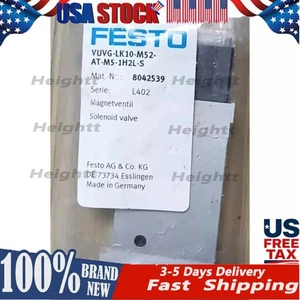 USA STOCK
FESTO
VUVG-LK10-M52-
AT-M5-1H2L-S
Mat.-Nr.: 8042539
Serie: L402
Magnetventil
Solenoid valve
Festo AG & Co. KG
DE-73734 Esslingen
Made in Germany
Heightt
Heightt
Heightt
Heightt
Heightt
Heightt
US
FREE
TAX
100% BRAND NEW
3-5 Days Delivery
Fast Shipping